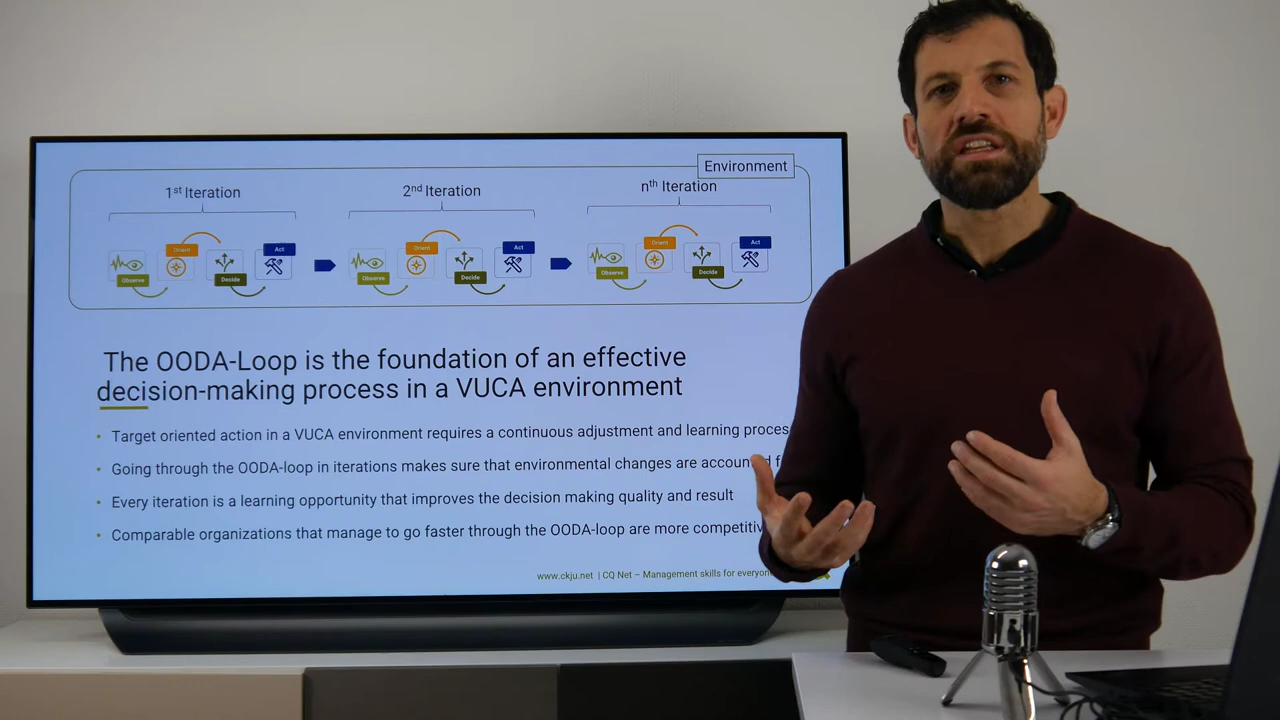 Environment
1st Iteration
2nd Iteration
nth Iteration
Orient
Act
Observe
Decide
Orient
Act
Observe
Decide
Orient
Act
Observe
Decide
The OODA-Loop is the foundation of an effective
decision-making process in a VUCA environment
• Target oriented action in a VUCA environment requires a continuous adjustment and learning proces
• Going through the OODA-loop in iterations makes sure that environmental changes are
• Every iteration is a learning opportunity that improves the decision making quality and result
• Comparable organizations that manage to go faster through the OODA-loop are more competitiv
www.ckju.net | CQ Net – Management skills for everyon